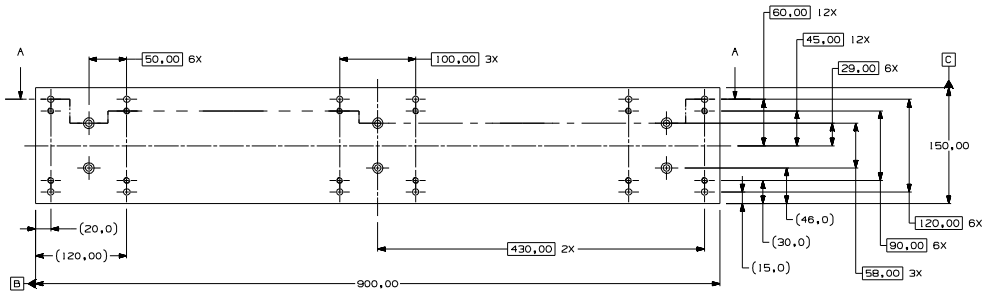 60,00 12X
A
A
45,00 12X
50,00 6X
100,00 3X
29,00 6X
C
150,00
(20,0)
(46,0)
120,00 6X
(30,0)
430,00 2X
90,00 6X
(120,00)
(15,0)
58,00 3X
B
900,00